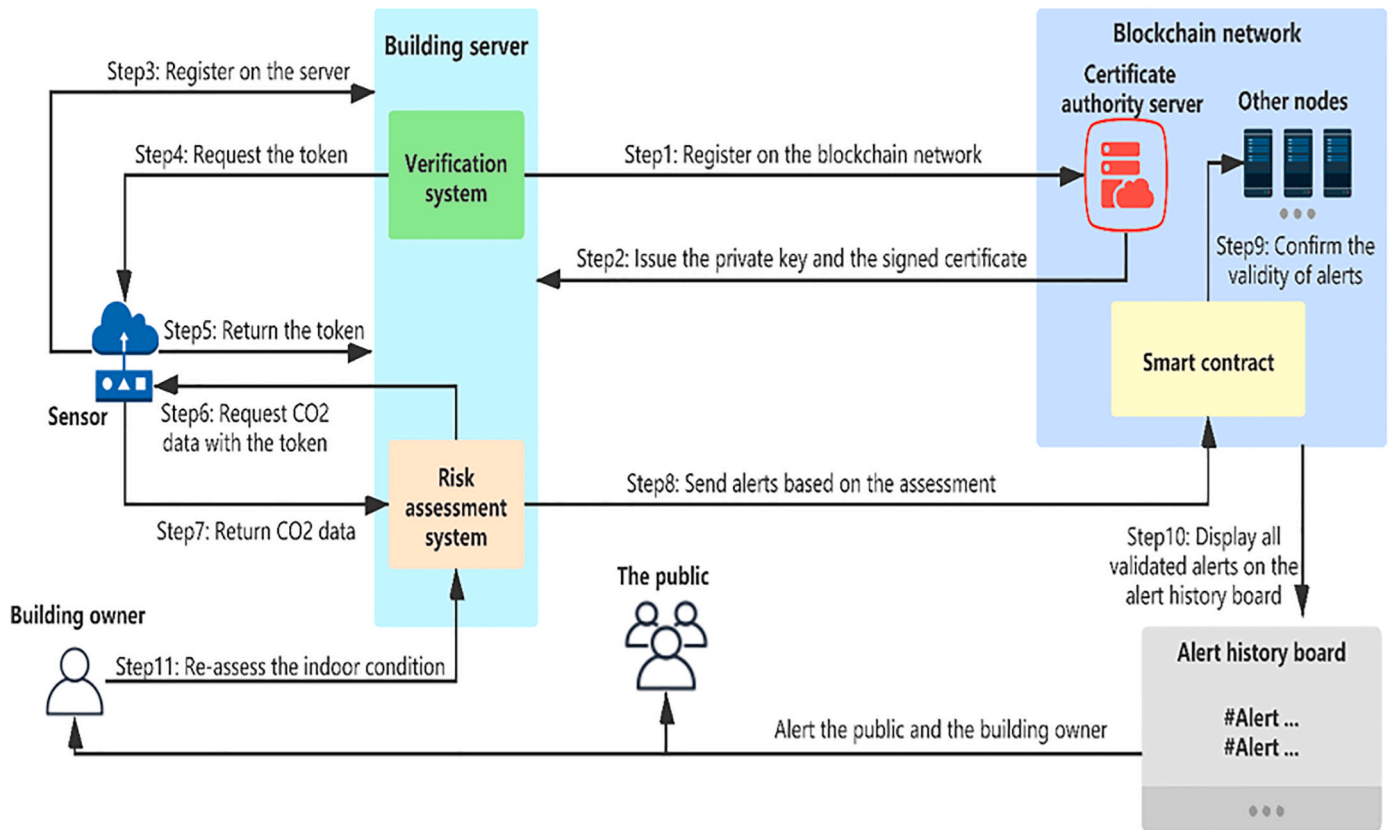 Building server
Blockchain network
Step3: Register on the server
Certificate
authority server
Other nodes
Step4: Request the token
Verification
system
Step1: Register on the blockchain network
Step2: Issue the private key and the signed certificate
Step9: Confirm the
validity of alerts
Step5: Return the token
Smart contract
Sensor
Step6: Request CO2
data with the token
Risk
assessment
system
Step8: Send alerts based on the assessment
Step7: Return CO2 data
Step10: Display all
validated alerts on the
alert history board
The public
Building owner
Step11: Re-assess the indoor condition
Alert history board
#Alert ...
#Alert ...
Alert the public and the building owner